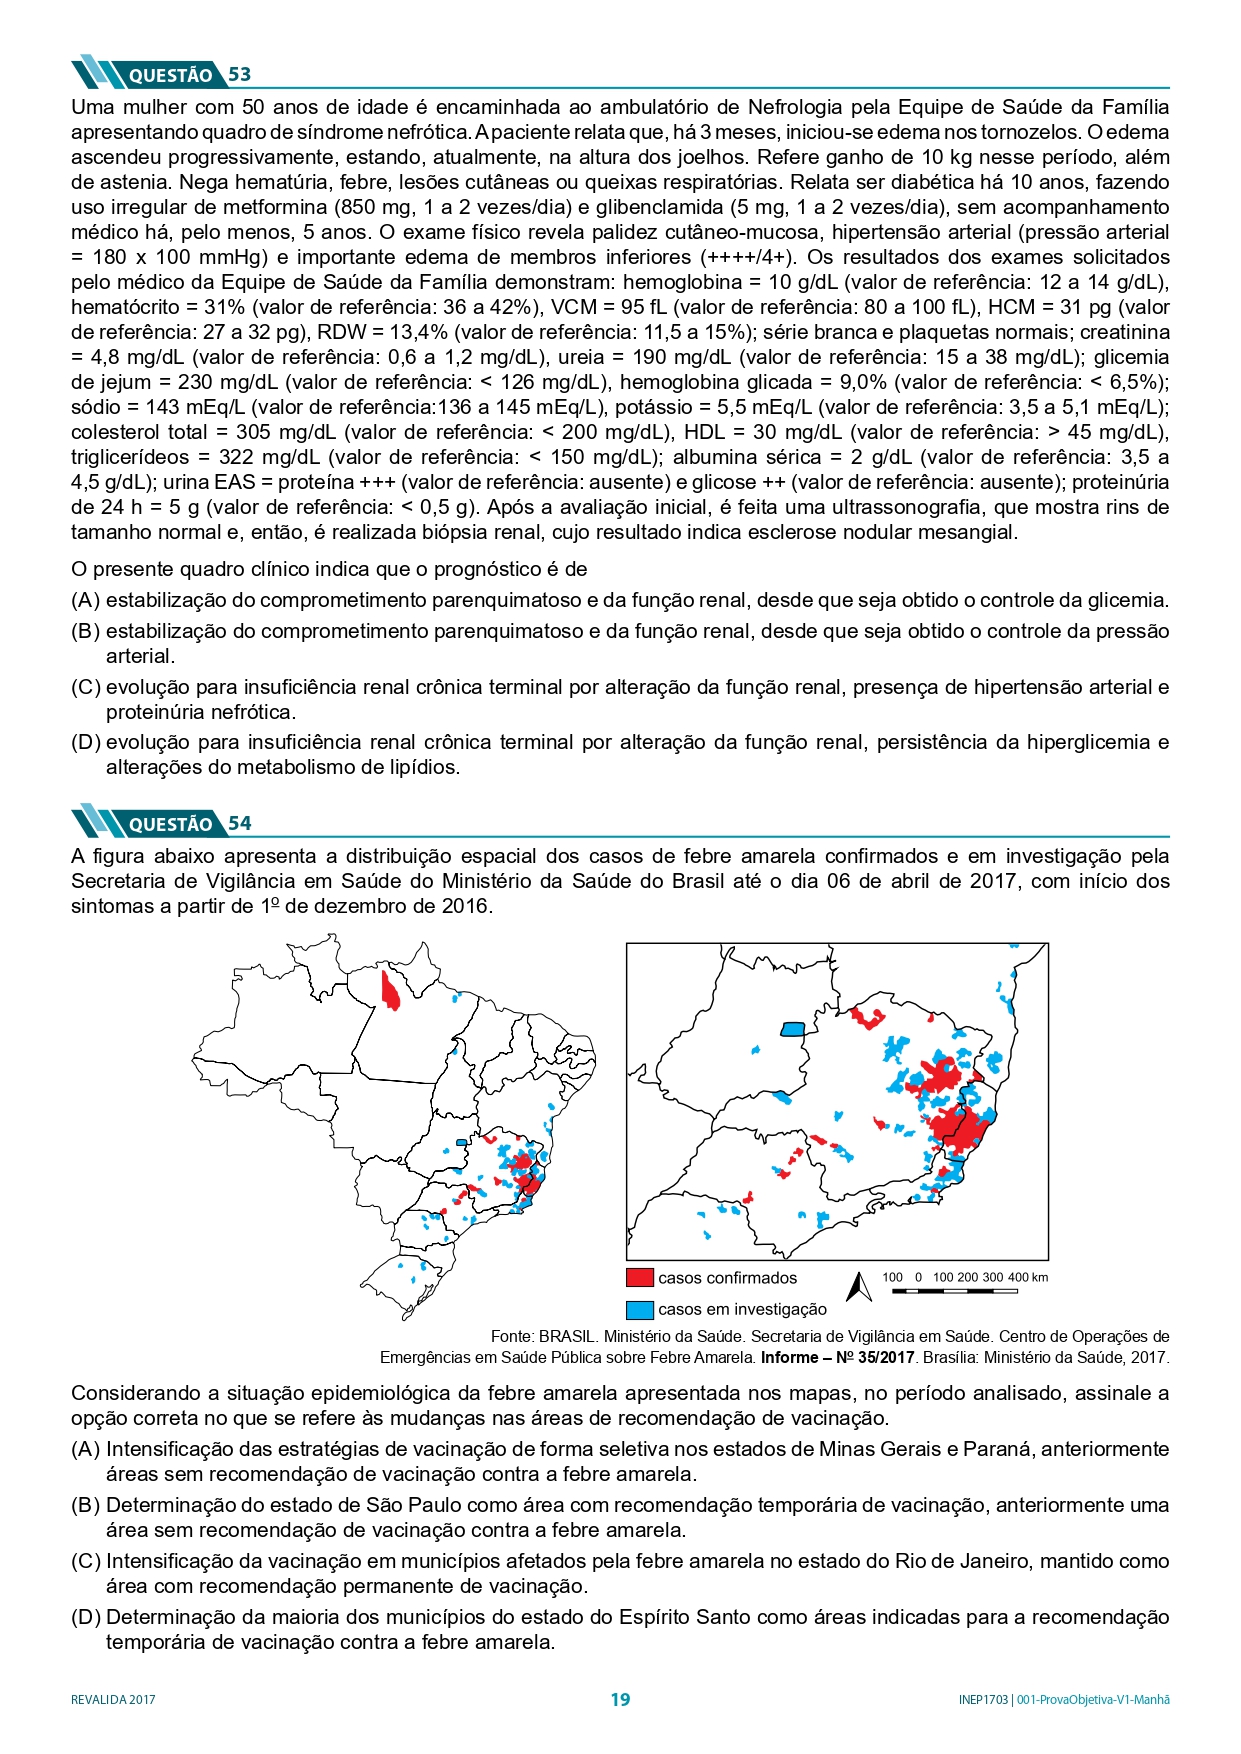 QUESTÃO 53
Uma mulher com 50 anos de idade é encaminhada ao ambulatório de Nefrologia pela Equipe de Saúde da Família
apresentando quadro de síndrome nefrótica. A paciente relata que, há 3 meses, iniciou-se edema nos tornozelos. O edema
ascendeu progressivamente, estando, atualmente, na altura dos joelhos. Refere ganho de 10 kg nesse período, além
de astenia. Nega hematúria, febre, lesões cutâneas ou queixas respiratórias. Relata ser diabética há 10 anos, fazendo
uso irregular de metformina (850 mg, 1 a 2 vezes/dia) e glibenclamida (5 mg, 1 a 2 vezes/dia), sem acompanhamento
médico há, pelo menos, 5 anos. O exame físico revela palidez cutâneo-mucosa, hipertensão arterial (pressão arterial
= 180 x 100 mmHg) e importante edema de membros inferiores (++++/4+). Os resultados dos exames solicitados
pelo médico da Equipe de Saúde da Família demonstram: hemoglobina = 10 g/dL (valor de referência: 12 a 14 g/dL),
hematócrito = 31% (valor de referência: 36 a 42%), VCM = 95 fL (valor de referência: 80 a 100 fL), HCM = 31 pg (valor
de referência: 27 a 32 pg), RDW = 13,4% (valor de referência: 11,5 a 15%); série branca e plaquetas normais; creatinina
= 4,8 mg/dL (valor de referência: 0,6 a 1,2 mg/dL), ureia = 190 mg/dL (valor de referência: 15 a 38 mg/dL); glicemia
de jejum = 230 mg/dL (valor de referência: < 126 mg/dL), hemoglobina glicada = 9,0% (valor de referência: < 6,5%);
sódio = 143 mEq/L (valor de referência:136 a 145 mEq/L), potássio = 5,5 mEq/L (valor de referência: 3,5 a 5,1 mEq/L);
colesterol total = 305 mg/dL (valor de referência: < 200 mg/dL), HDL = 30 mg/dL (valor de referência: > 45 mg/dL),
triglicerídeos = 322 mg/dL (valor de referência: < 150 mg/dL); albumina sérica = 2 g/dL (valor de referência: 3,5 a
4,5 g/dL); urina EAS = proteína +++ (valor de referência: ausente) e glicose ++ (valor de referência: ausente); proteinúria
de 24 h = 5 g (valor de referência: < 0,5 g). Após a avaliação inicial, é feita uma ultrassonografia, que mostra rins de
tamanho normal e, então, é realizada biópsia renal, cujo resultado indica esclerose nodular mesangial.
O presente quadro clínico indica que o prognóstico é de
(A) estabilização do comprometimento parenquimatoso e da função renal, desde que seja obtido o controle da glicemia.
(B) estabilização do comprometimento parenquimatoso e da função renal, desde que seja obtido o controle da pressão
arterial.
(C) evolução para insuficiência renal crônica terminal por alteração da função renal, presença de hipertensão arterial e
proteinúria nefrótica.
(D) evolução para insuficiência renal crônica terminal por alteração da função renal, persistência da hiperglicemia e
alterações do metabolismo de lipídios.
QUESTÃO 54
A figura abaixo apresenta a distribuição espacial dos casos de febre amarela confirmados e em investigação pela
Secretaria de Vigilância em Saúde do Ministério da Saúde do Brasil até o dia 06 de abril de 2017, com início dos
sintomas a partir de 1º de dezembro de 2016.
casos confirmados
100 0 100 200 300 400 km
casos em investigação
Fonte: BRASIL. Ministério da Saúde. Secretaria de Vigilância em Saúde. Centro de Operações de
Emergências em Saúde Pública sobre Febre Amarela. Informe – Nº 35/2017. Brasília: Ministério da Saúde, 2017.
Considerando a situação epidemiológica da febre amarela apresentada nos mapas, no período analisado, assinale a
opção correta no que se refere às mudanças nas áreas de recomendação de vacinação.
(A) Intensificação das estratégias de vacinação de forma seletiva nos estados de Minas Gerais e Paraná, anteriormente
áreas sem recomendação de vacinação contra a febre amarela.
(B) Determinação do estado de São Paulo como área com recomendação temporária de vacinação, anteriormente uma
área sem recomendação de vacinação contra a febre amarela.
(C) Intensificação da vacinação em municípios afetados pela febre amarela no estado do Rio de Janeiro, mantido como
área com recomendação permanente de vacinação.
(D) Determinação da maioria dos municípios do estado do Espírito Santo como áreas indicadas para a recomendação
temporária de vacinação contra a febre amarela.
REVALIDA 2017
19
INEP1703 | 001-ProvaObjetiva-V1-Manhã